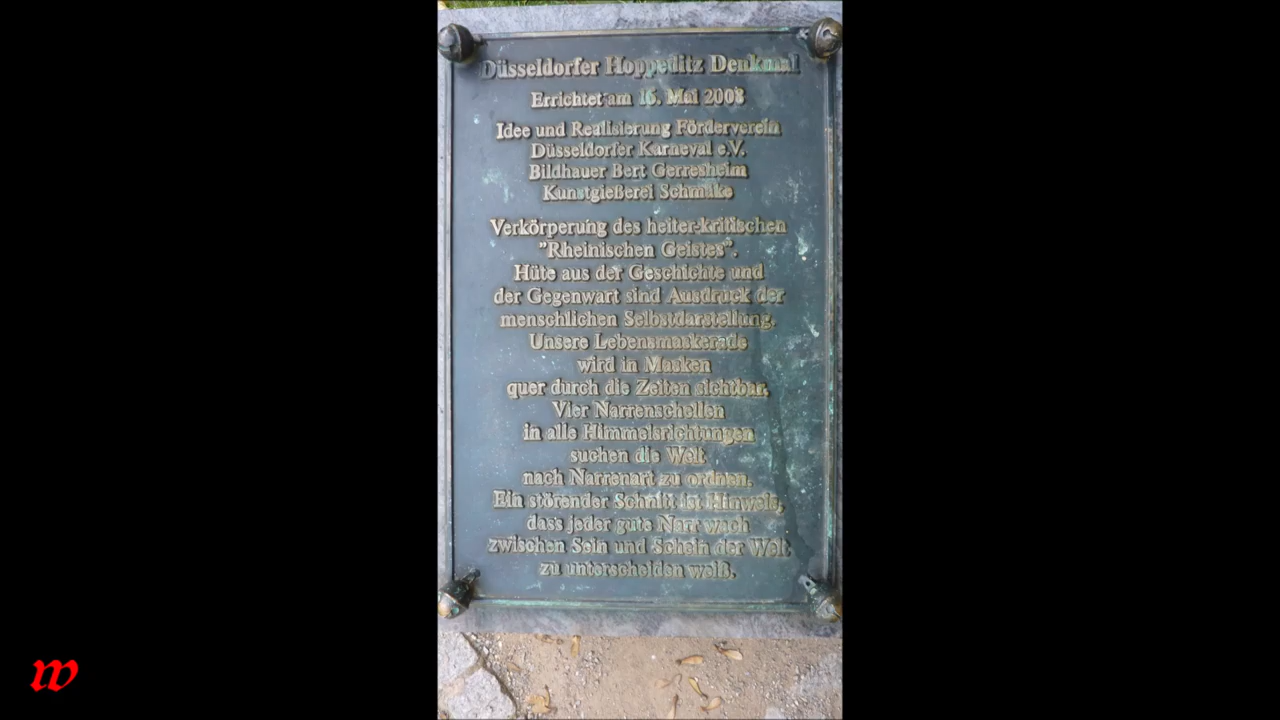 Düsseldorfer Hoppeditz Denkmal
Errichtet am 16. Mai 2008
Idee und Realisierung Förderverein
Düsseldorfer Karneval e.V.
Bildhauer Bert Gerresheim
Kunstgießerei Schmäke
Verkörperung des heiter-kritischen
"Rheinischen Geistes".
Hüte aus der Geschichte und
der Gegenwart sind Ausdruck der
menschlichen Selbstdarstellung.
Unsere Lebensmaskerade
wird in Masken
quer durch die Zeiten sichtbar.
Vier Narrenschellen
in alle Himmelsrichtungen
suchen die Welt
nach Narrenart zu ordnen.
Ein störender Schnitt ist Hinweis,
dass jeder gute Narr wach
zwischen Sein und Schein der Welt
zu unterscheiden weiß.
w